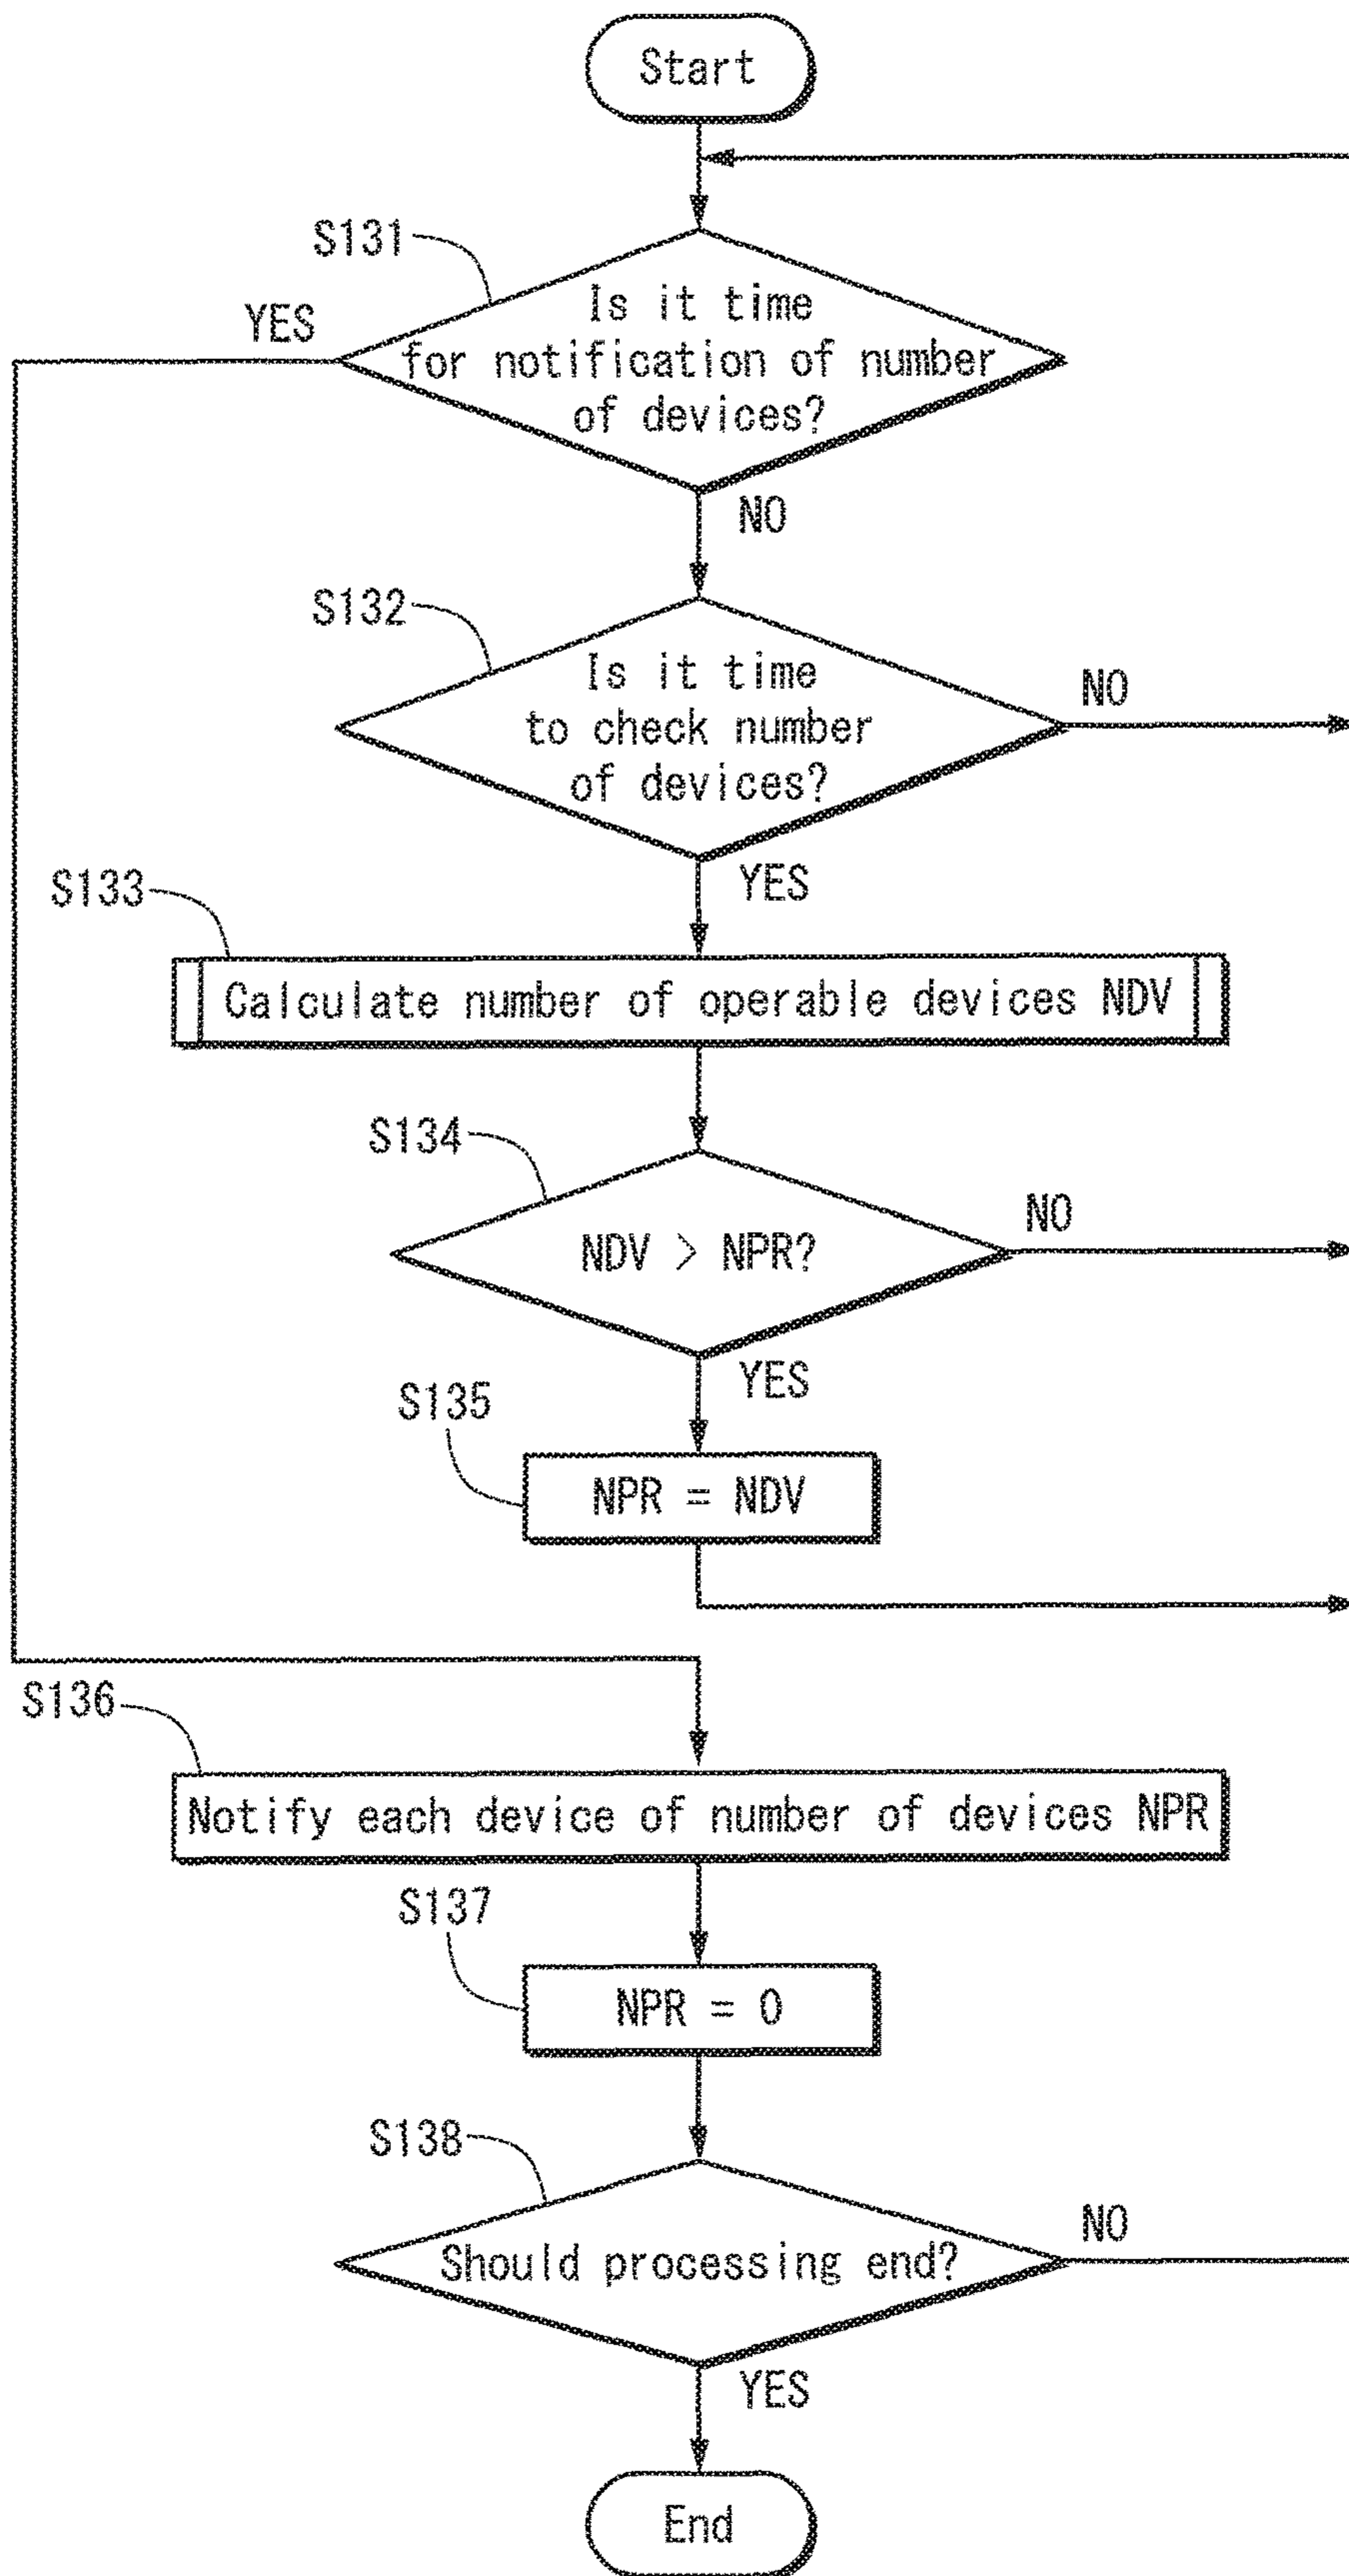 Start
S131
YES
Is it time
for notification of number
of devices?
NO
S132
Is it time
to check number
of devices?
NO
YES
S133
Calculate number of operable devices NDV
S134
NDV > NPR?
NO
YES
S135
NPR = NDV
S136
Notify each device of number of devices NPR
S137
NPR = 0
S138
Should processing end?
NO
YES
End